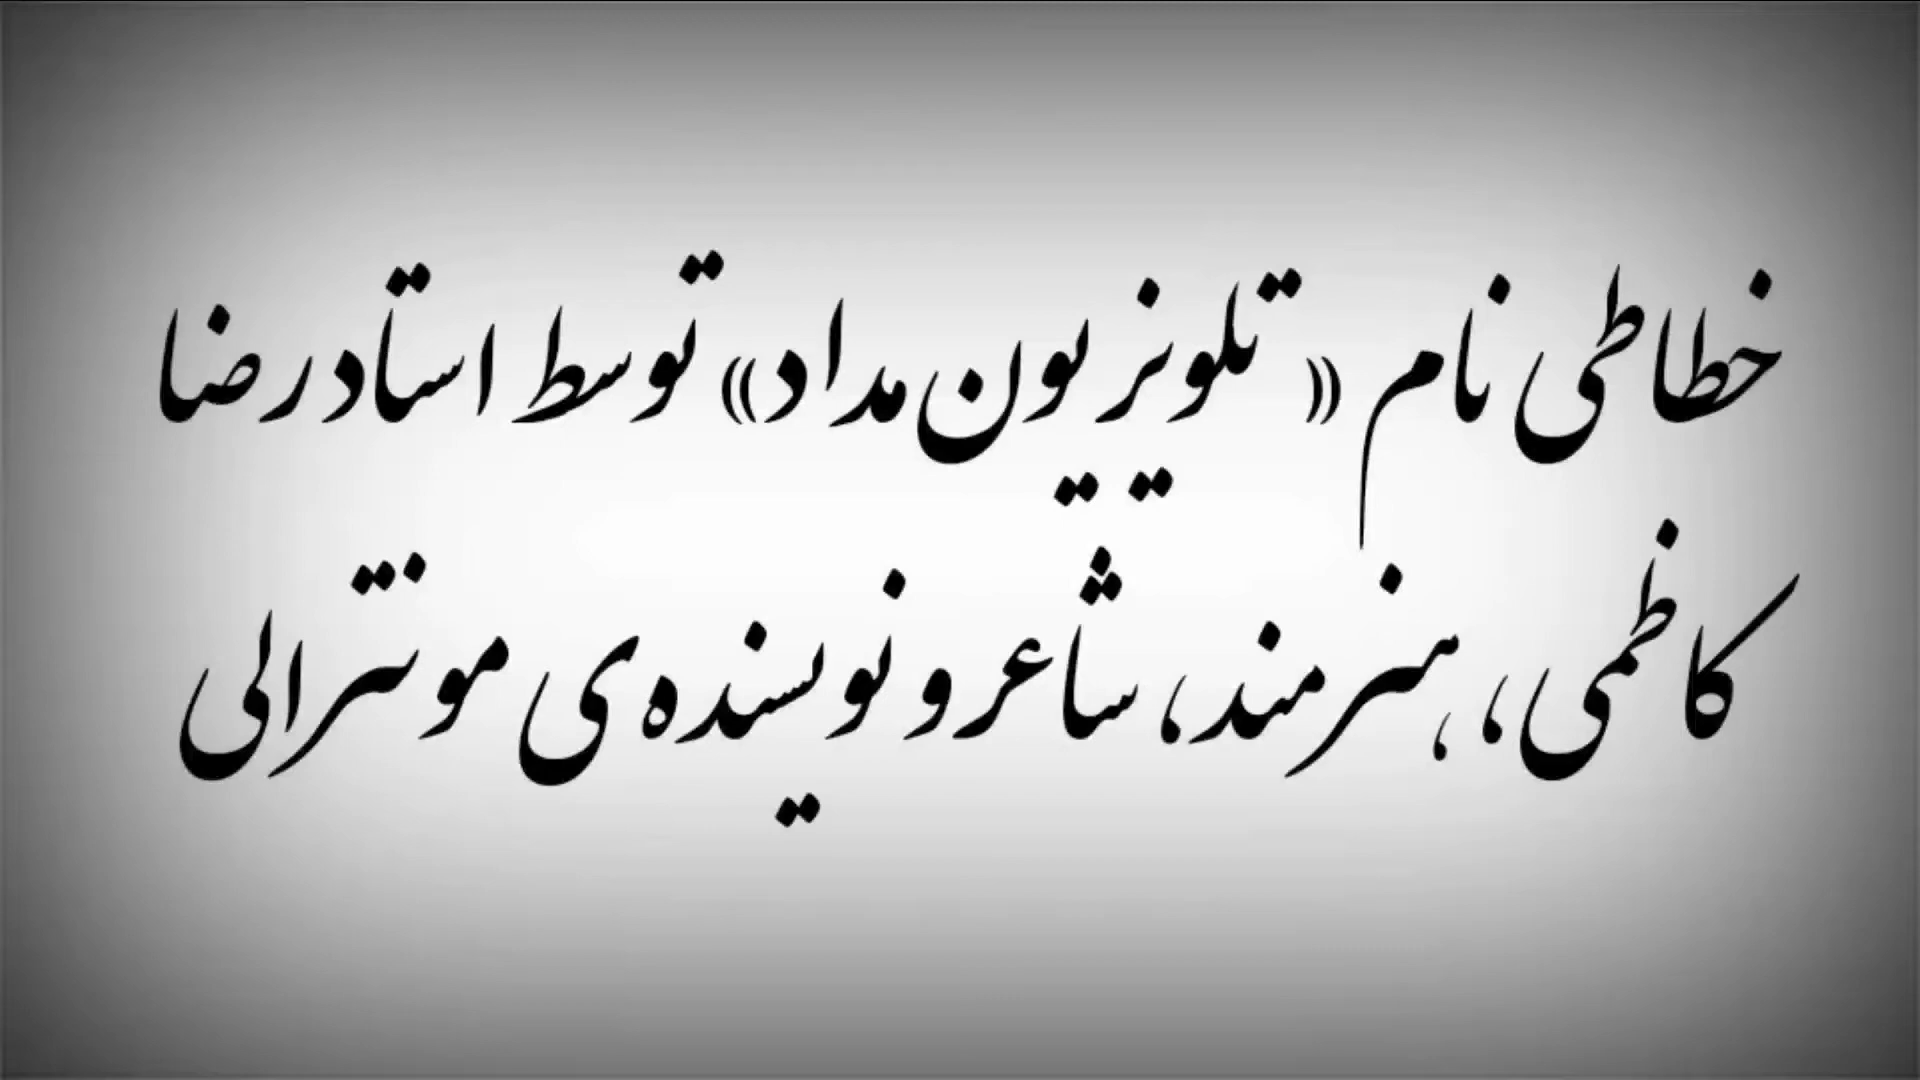 خطاطی نام «تلویزیون مداد» توسط استاد رضا
کاظمی، هنرمند، شاعر و نویسنده‌ی مونترالی